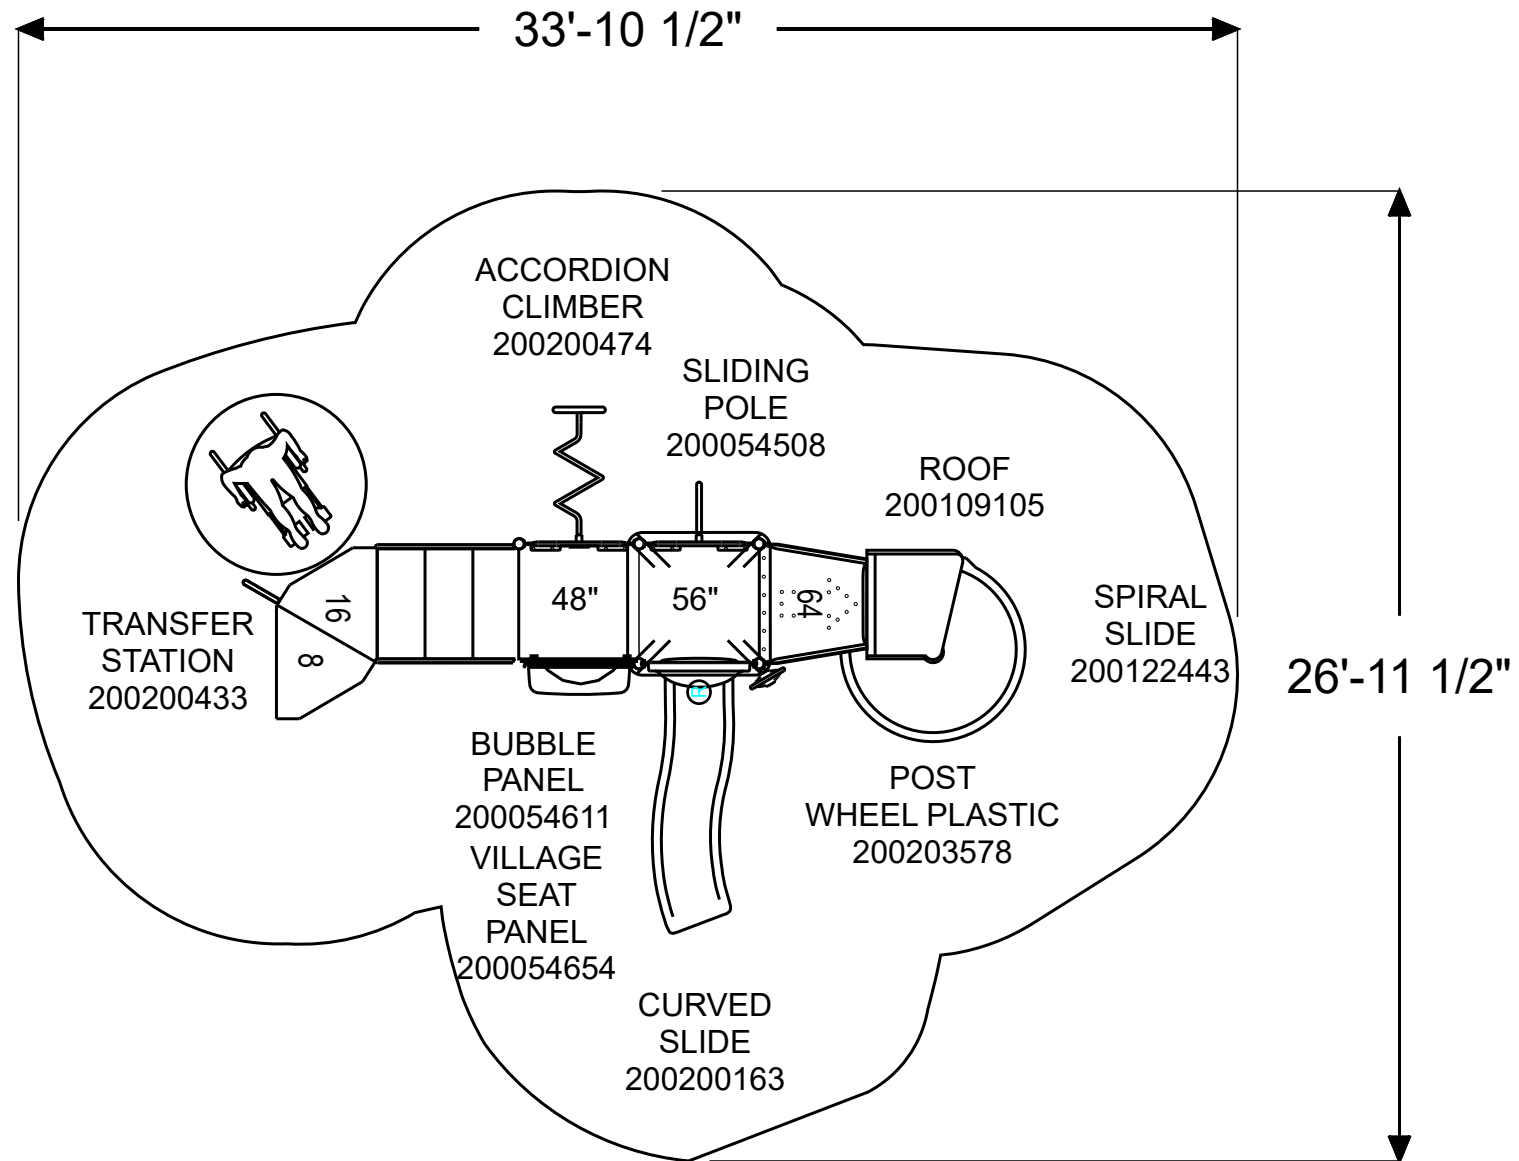 33'-10 1/2"
ACCORDION
CLIMBER
200200474
SLIDING
POLE
200054508
ROOF
200109105
48"
56"
64
16
8
TRANSFER
STATION
200200433
SPIRAL
SLIDE
200122443
26'-11 1/2"
R
BUBBLE
PANEL
200054611
VILLAGE
SEAT
PANEL
200054654
POST
WHEEL PLASTIC
200203578
CURVED
SLIDE
200200163